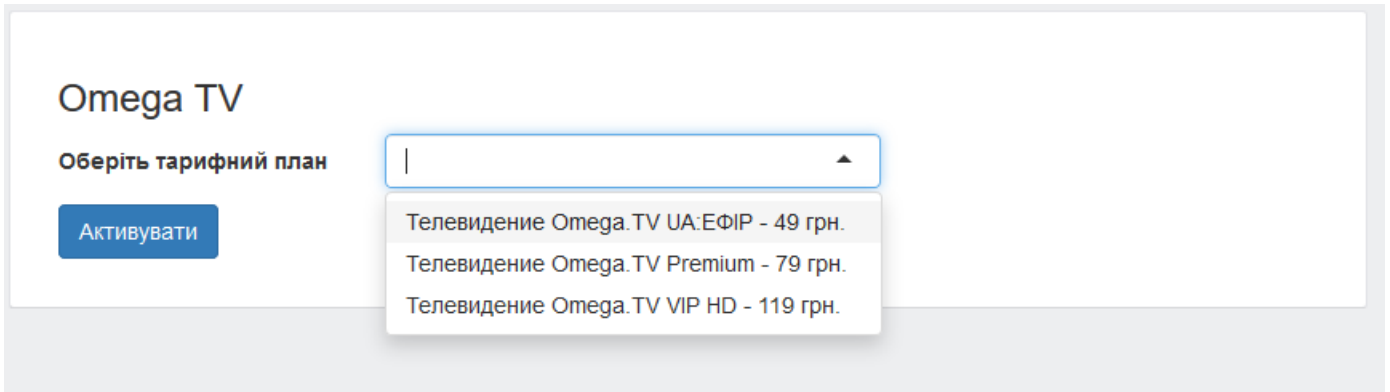 Omega TV
Оберіть тарифний план
Активувати
Телевидение Omega.TV UA:ЕФІР - 49 грн.
Телевидение Omega.TV Premium - 79 грн.
Телевидение Omega.TV VIP HD - 119 грн.